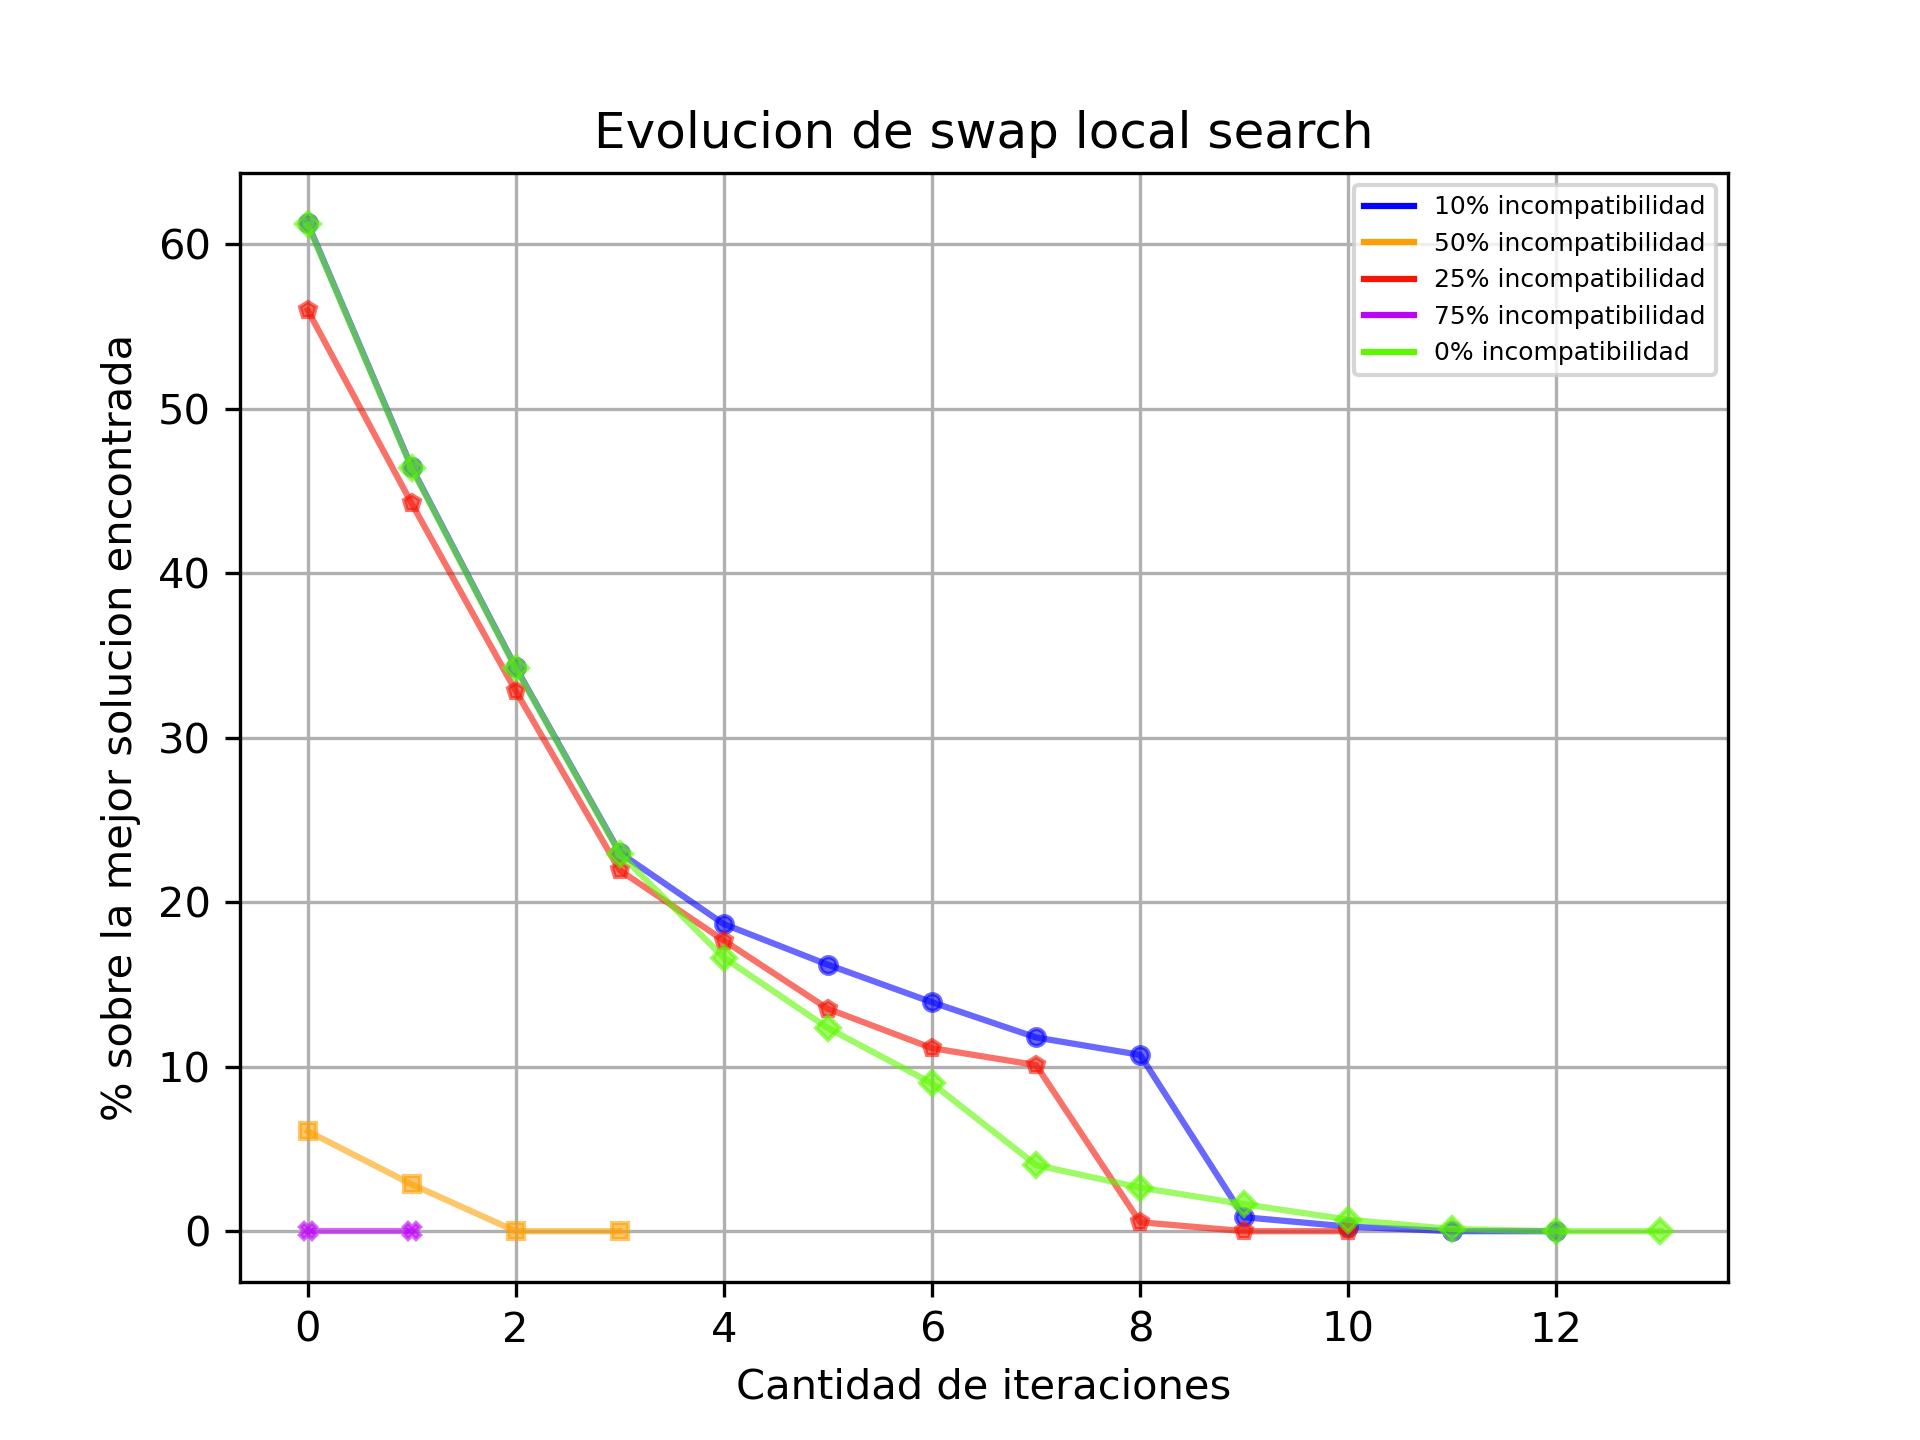 Evolucion de swap local search
10% incompatibilidad
50% incompatibilidad
25% incompatibilidad
75% incompatibilidad
0% incompatibilidad
% sobre la mejor solucion encontrada
60
50
40
30
20
10
0
0 2 4 6 8 10 12
Cantidad de iteraciones